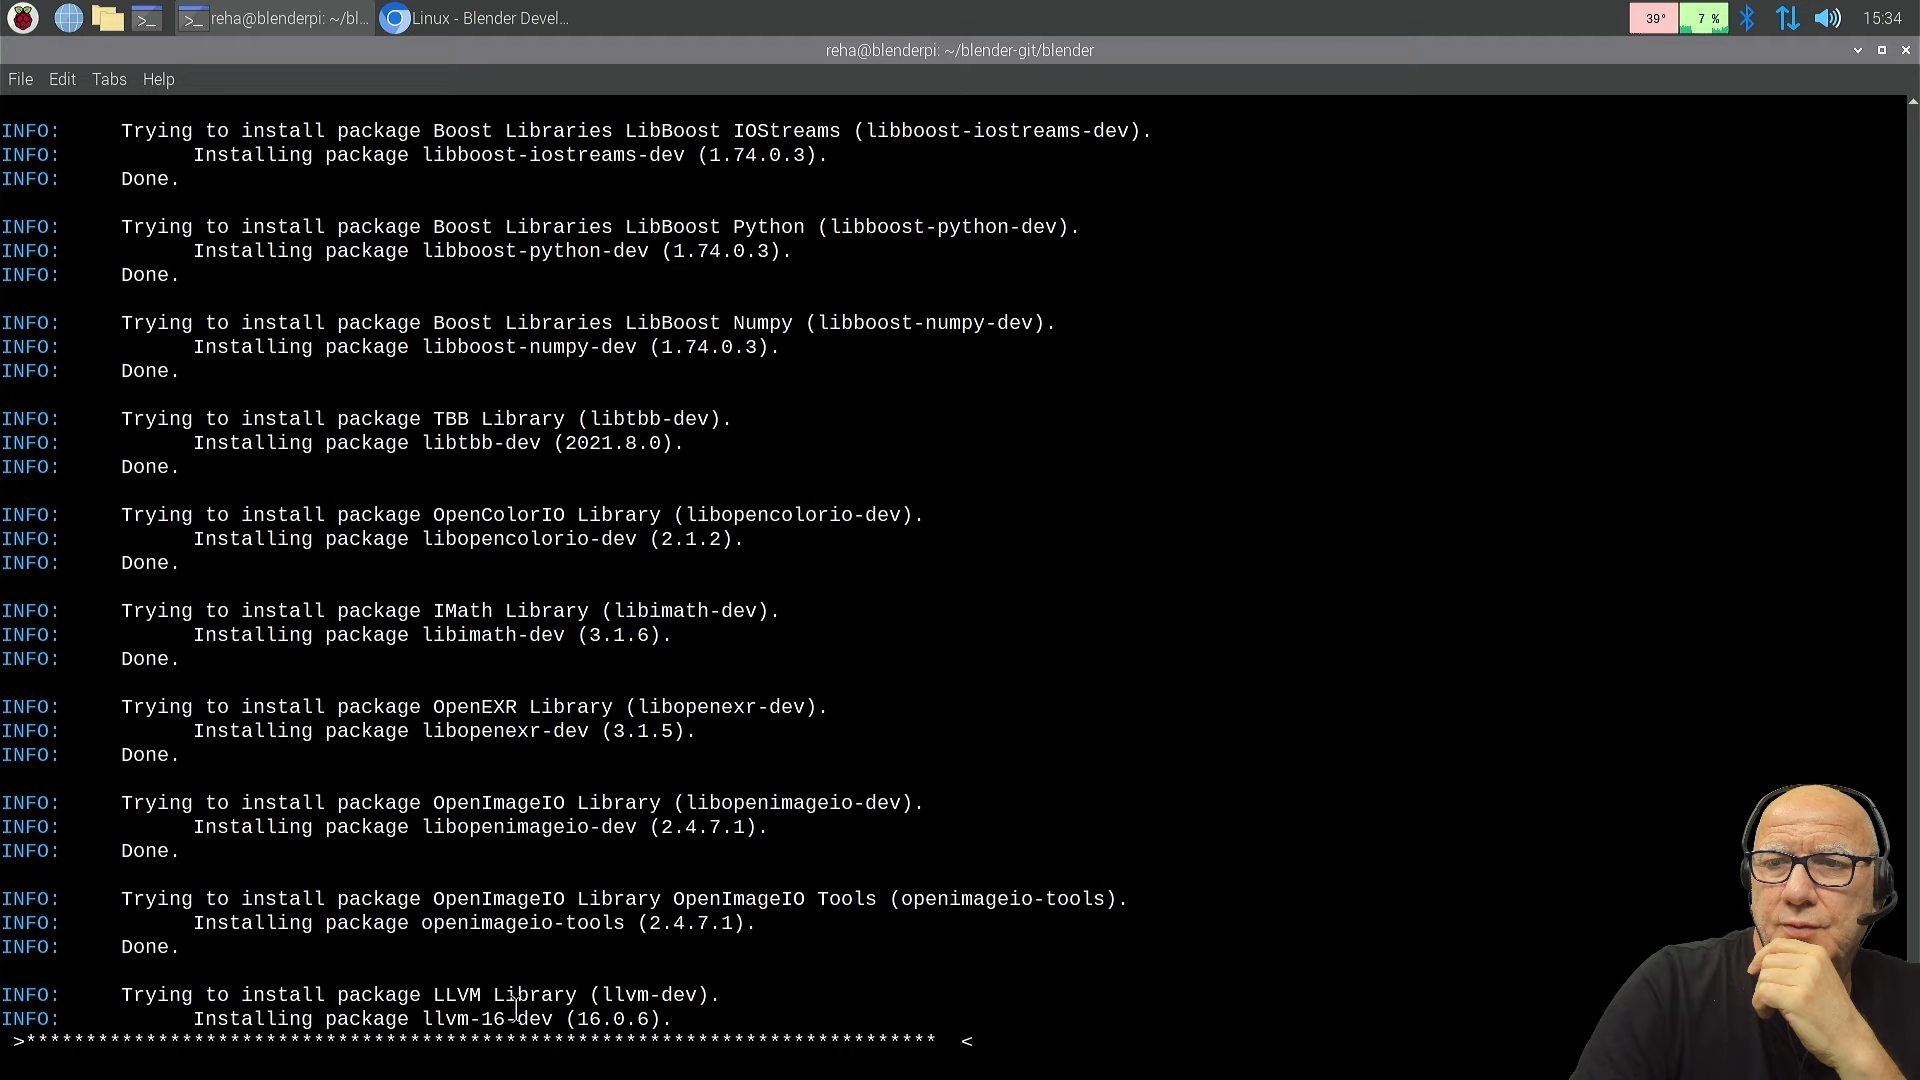 reha@blenderpi: ~/bl... Linux - Blender Devel... 39° 7 % 15:34
reha@blenderpi: ~/blender-git/blender
File Edit Tabs Help
INFO: Trying to install package Boost Libraries LibBoost IOStreams (libboost-iostreams-dev).
INFO: Installing package libboost-iostreams-dev (1.74.0.3).
INFO: Done.
INFO: Trying to install package Boost Libraries LibBoost Python (libboost-python-dev).
INFO: Installing package libboost-python-dev (1.74.0.3).
INFO: Done.
INFO: Trying to install package Boost Libraries LibBoost Numpy (libboost-numpy-dev).
INFO: Installing package libboost-numpy-dev (1.74.0.3).
INFO: Done.
INFO: Trying to install package TBB Library (libtbb-dev).
INFO: Installing package libtbb-dev (2021.8.0).
INFO: Done.
INFO: Trying to install package OpenColorIO Library (libopencolorio-dev).
INFO: Installing package libopencolorio-dev (2.1.2).
INFO: Done.
INFO: Trying to install package IMath Library (libimath-dev).
INFO: Installing package libimath-dev (3.1.6).
INFO: Done.
INFO: Trying to install package OpenEXR Library (libopenexr-dev).
INFO: Installing package libopenexr-dev (3.1.5).
INFO: Done.
INFO: Trying to install package OpenImageIO Library (libopenimageio-dev).
INFO: Installing package libopenimageio-dev (2.4.7.1).
INFO: Done.
INFO: Trying to install package OpenImageIO Library OpenImageIO Tools (openimageio-tools).
INFO: Installing package openimageio-tools (2.4.7.1).
INFO: Done.
INFO: Trying to install package LLVM Library (llvm-dev).
INFO: Installing package llvm-16-dev (16.0.6).
>**************************************************************************** <